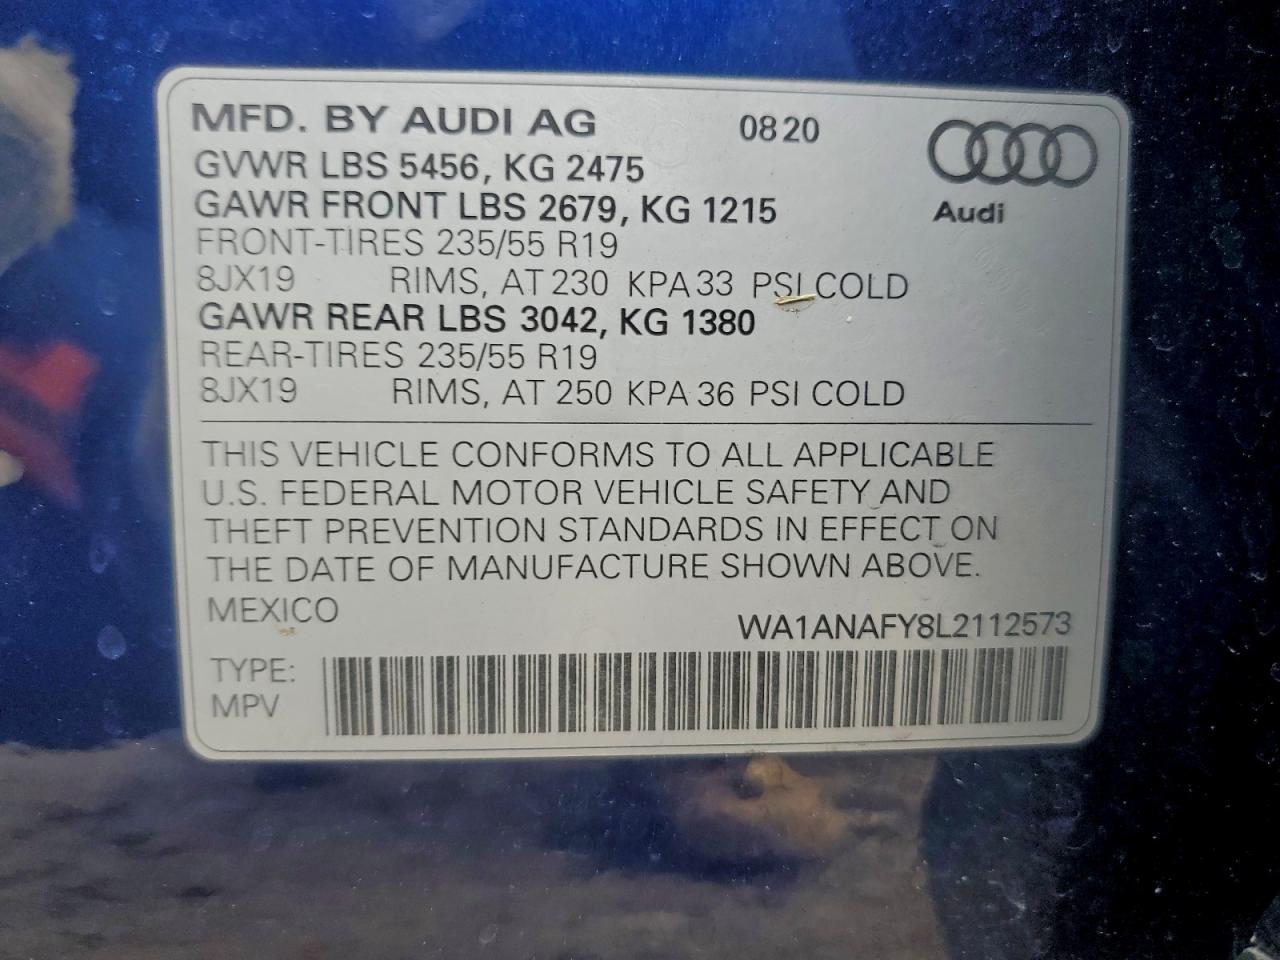 MFD. BY AUDI AG 08 20
GVWR LBS 5456, KG 2475
GAWR FRONT LBS 2679, KG 1215
Audi
FRONT-TIRES 235/55 R19
8JX19 RIMS, AT 230 KPA 33 PSI COLD
GAWR REAR LBS 3042, KG 1380
REAR-TIRES 235/55 R19
8JX19 RIMS, AT 250 KPA 36 PSI COLD
THIS VEHICLE CONFORMS TO ALL APPLICABLE
U.S. FEDERAL MOTOR VEHICLE SAFETY AND
THEFT PREVENTION STANDARDS IN EFFECT ON
THE DATE OF MANUFACTURE SHOWN ABOVE.
MEXICO WA1ANAFY8L2112573
TYPE:
MPV